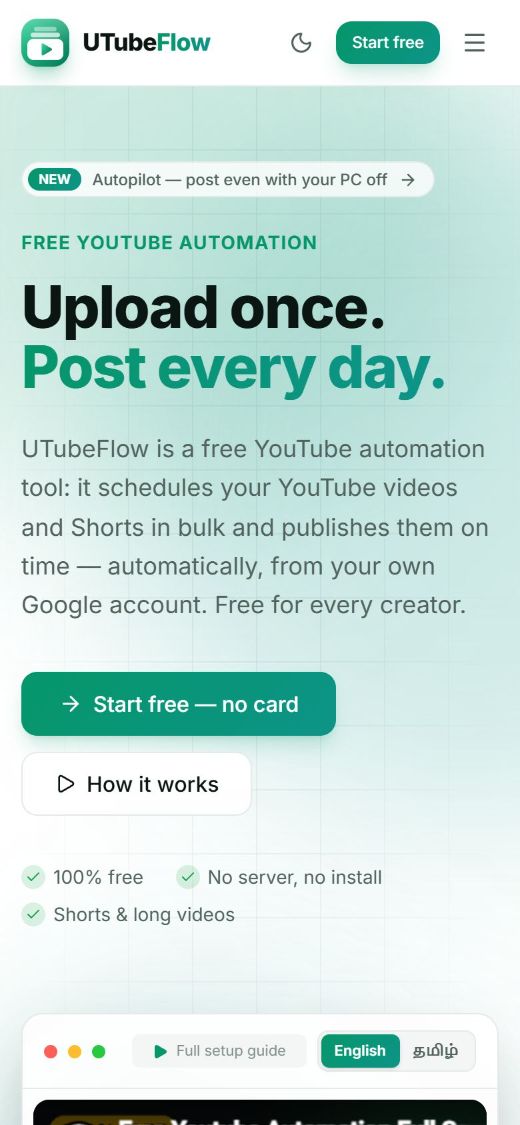 UTubeFlow
Start free
NEW Autopilot — post even with your PC off →
FREE YOUTUBE AUTOMATION
Upload once.
Post every day.
UTubeFlow is a free YouTube automation
tool: it schedules your YouTube videos
and Shorts in bulk and publishes them on
time — automatically, from your own
Google account. Free for every creator.
→ Start free — no card
How it works
100% free
No server, no install
Shorts & long videos
Full setup guide
English
தமிழ்